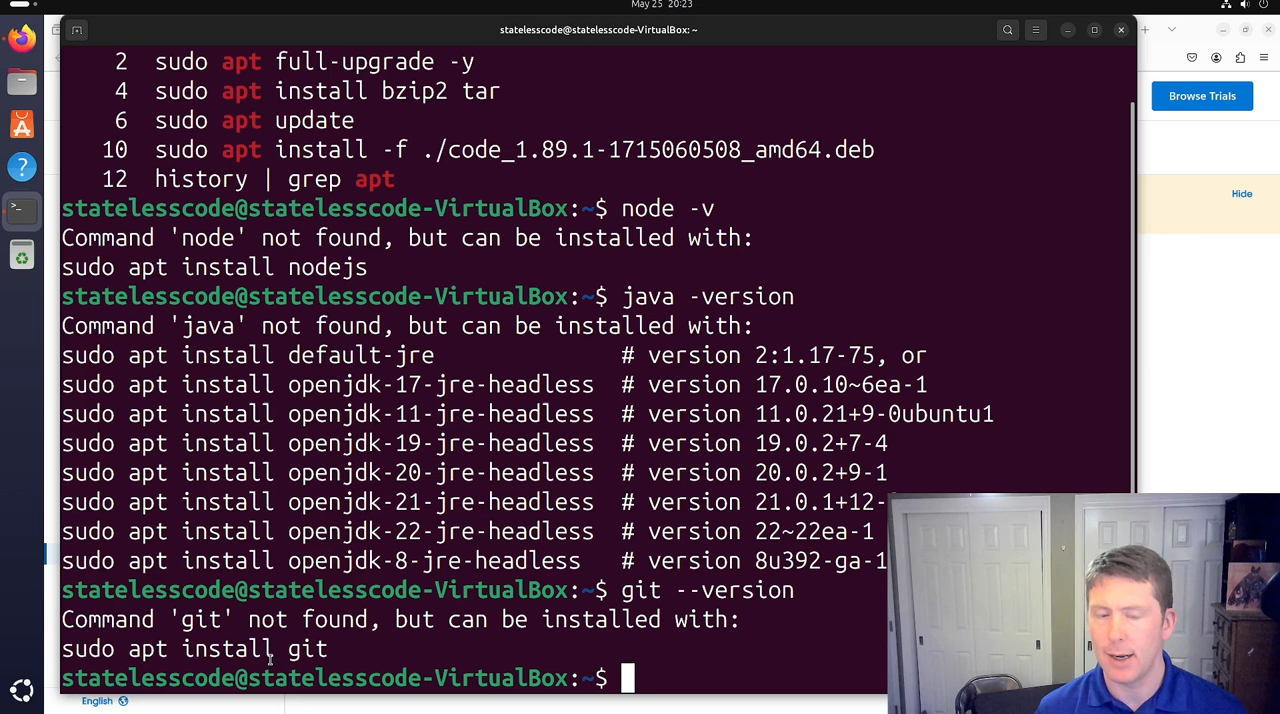 May 25 20:23
statelesscode@statelesscode-VirtualBox: ~
2 sudo apt full-upgrade -y
4 sudo apt install bzip2 tar
6 sudo apt update
10 sudo apt install -f ./code_1.89.1-1715060508_amd64.deb
12 history | grep apt
statelesscode@statelesscode-VirtualBox:~$ node -v
Command 'node' not found, but can be installed with:
sudo apt install nodejs
statelesscode@statelesscode-VirtualBox:~$ java -version
Command 'java' not found, but can be installed with:
sudo apt install default-jre # version 2:1.17-75, or
sudo apt install openjdk-17-jre-headless # version 17.0.10~6ea-1
sudo apt install openjdk-11-jre-headless # version 11.0.21+9-0ubuntu1
sudo apt install openjdk-19-jre-headless # version 19.0.2+7-4
sudo apt install openjdk-20-jre-headless # version 20.0.2+9-1
sudo apt install openjdk-21-jre-headless # version 21.0.1+12-
sudo apt install openjdk-22-jre-headless # version 22~22ea-1
sudo apt install openjdk-8-jre-headless # version 8u392-ga-1
statelesscode@statelesscode-VirtualBox:~$ git --version
Command 'git' not found, but can be installed with:
sudo apt install git
statelesscode@statelesscode-VirtualBox:~$
Browse Trials
Hide
English